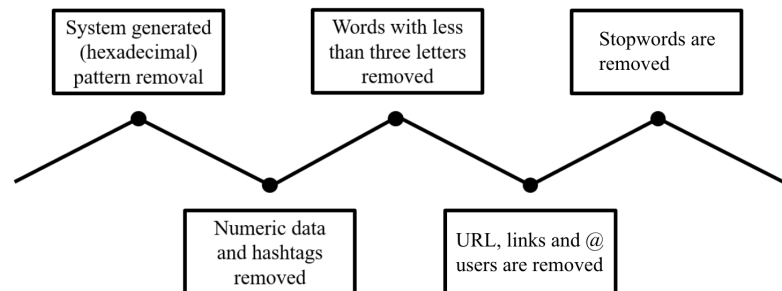 System generated
(hexadecimal)
pattern removal
Numeric data
and hashtags
removed
Words with less
than three letters
removed
URL, links and @
users are removed
Stopwords are
removed